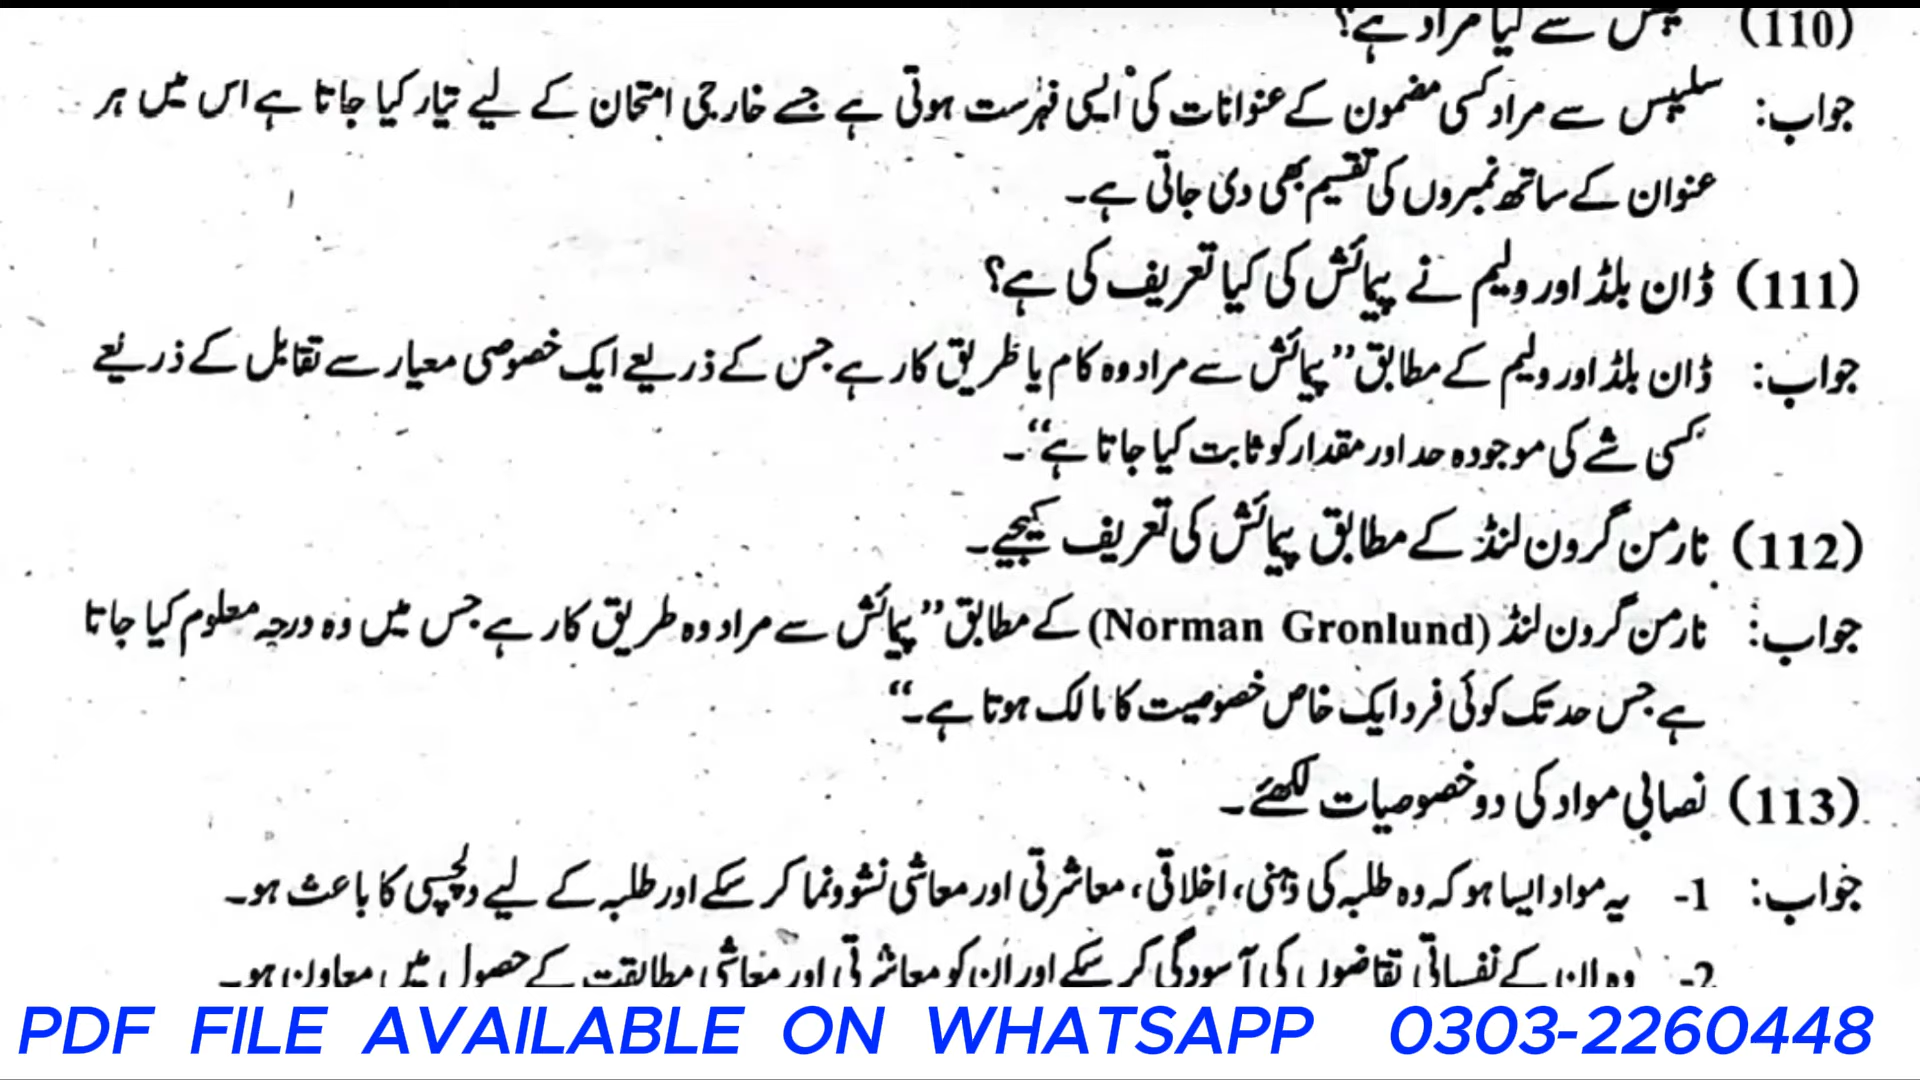 (110) سلیبس سے کیا مراد ہے؟
جواب: سلیبس سے مراد کسی مضمون کے عنوانات کی ایسی فہرست ہوتی ہے جسے خارجی امتحان کے لیے تیار کیا جاتا ہے اس میں ہر
عنوان کے ساتھ نمبروں کی تقسیم بھی دی جاتی ہے۔
(111) ڈان بلڈ اور ولیم نے پیمائش کی کیا تعریف کی ہے؟
جواب: ڈان بلڈ اور ولیم کے مطابق ”پیمائش سے مراد وہ کام یا طریق کار ہے جس کے ذریعے ایک خصوصی معیار سے تقابل کے ذریعے
کسی شے کی موجودہ حد اور مقدار کو ثابت کیا جاتا ہے“۔
(112) نارمن گرون لنڈ کے مطابق پیمائش کی تعریف کیجیے۔
جواب: نارمن گرون لنڈ (Norman Gronlund) کے مطابق ”پیمائش سے مراد وہ طریق کار ہے جس میں وہ درجہ معلوم کیا جاتا
ہے جس حد تک کوئی فرد ایک خاص خصوصیت کا مالک ہوتا ہے۔“
(113) نصابی مواد کی دو خصوصیات لکھئے۔
جواب: 1- یہ مواد ایسا ہو کہ وہ طلبہ کی ذہنی، اخلاقی، معاشرتی اور معاشی نشوونما کر سکے اور طلبہ کے لیے دلچسپی کا باعث ہو۔
2- وہ ان کے نفسیاتی تقاضوں کی آسودگی کر سکے اور ان کو معاشرتی اور معاشی مطابقت کے حصول میں معاون ہو۔
PDF FILE AVAILABLE ON WHATSAPP 0303-2260448